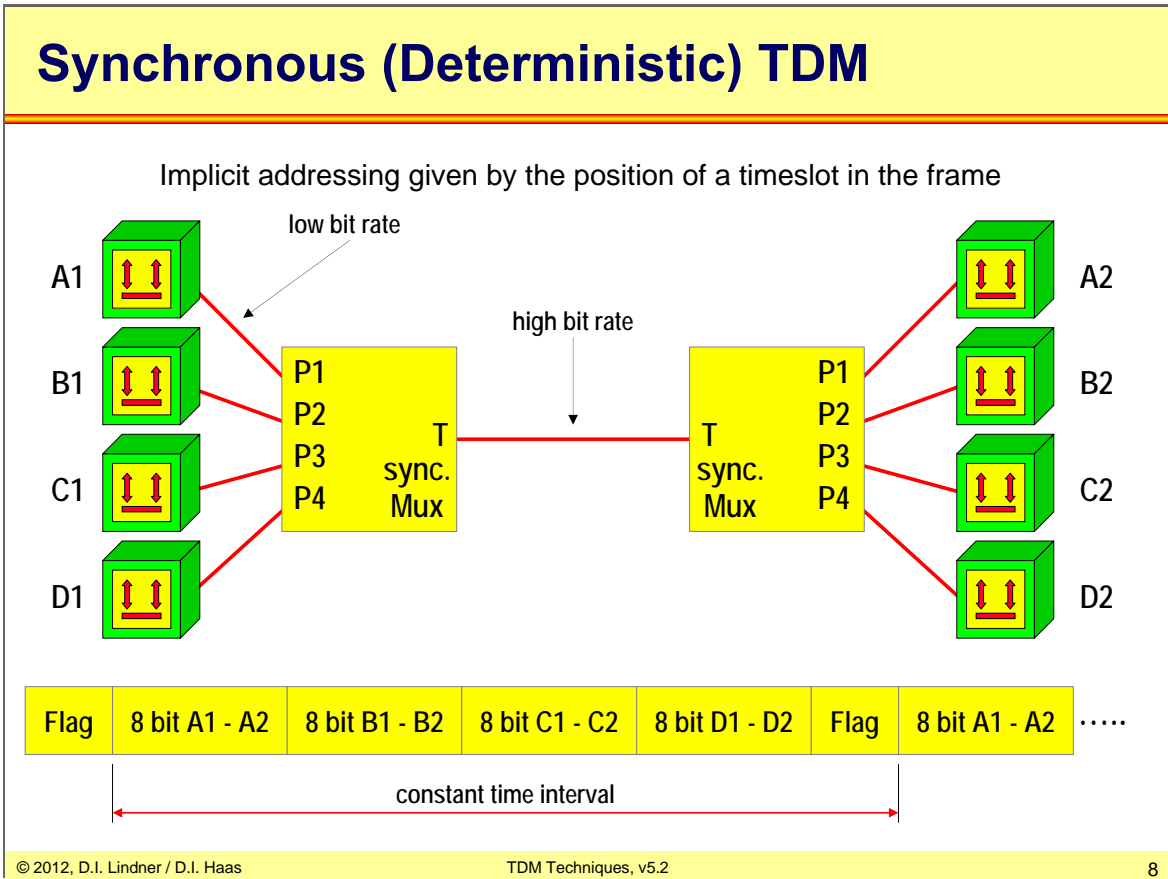 Synchronous (Deterministic) TDM
Implicit addressing given by the position of a timeslot in the frame
low bit rate
high bit rate
A1
B1
C1
D1
P1
P2
P3
P4
T
sync.
Mux
T
sync.
Mux
P1
P2
P3
P4
A2
B2
C2
D2
Flag 8 bit A1 - A2 8 bit B1 - B2 8 bit C1 - C2 8 bit D1 - D2 Flag 8 bit A1 - A2 .....
constant time interval
© 2012, D.I. Lindner / D.I. Haas TDM Techniques, v5.2 8